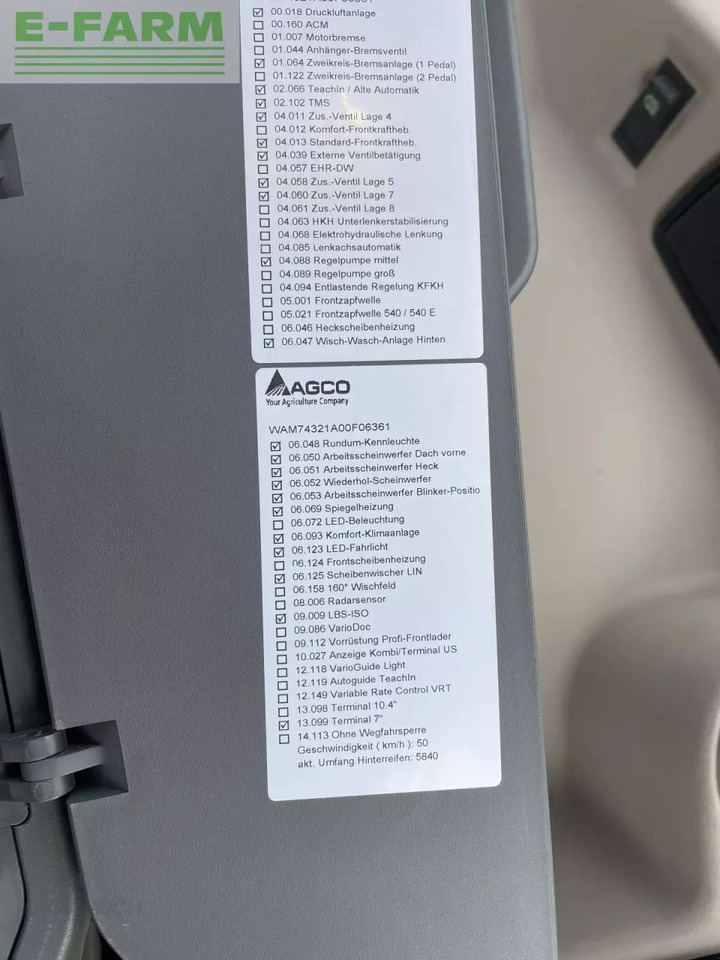 E-FARM
00.018 Druckluftanlage
00.160 ACM
01.007 Motorbremse
01.044 Anhänger-Bremsventil
01.064 Zweikreis-Bremsanlage (1 Pedal)
01.122 Zweikreis-Bremsanlage (2 Pedal)
02.066 TeachIn / Alte Automatik
02.102 TMS
04.011 Zus.-Ventil Lage 4
04.012 Komfort-Frontkraftheb.
04.013 Standard-Frontkraftheb.
04.039 Externe Ventilbetätigung
04.057 EHR-DW
04.058 Zus.-Ventil Lage 5
04.060 Zus.-Ventil Lage 7
04.061 Zus.-Ventil Lage 8
04.063 HKH Unterlenkerstabilisierung
04.068 Elektrohydraulische Lenkung
04.085 Lenkachsautomatik
04.088 Regelpumpe mittel
04.089 Regelpumpe groß
04.094 Entlastende Regelung KFKH
05.001 Frontzapfwelle
05.021 Frontzapfwelle 540 / 540 E
06.046 Heckscheibenheizung
06.047 Wisch-Wasch-Anlage Hinten
AGCO
Your Agriculture Company
WAM74321A00F06361
06.048 Rundum-Kennleuchte
06.050 Arbeitsscheinwerfer Dach vorne
06.051 Arbeitsscheinwerfer Heck
06.052 Wiederhol-Scheinwerfer
06.053 Arbeitsscheinwerfer Blinker-Positio
06.069 Spiegelheizung
06.072 LED-Beleuchtung
06.093 Komfort-Klimaanlage
06.123 LED-Fahrlicht
06.124 Frontscheibenheizung
06.125 Scheibenwischer LIN
06.158 160° Wischfeld
08.006 Radarsensor
09.009 LBS-ISO
09.086 VarioDoc
09.112 Vorrüstung Profi-Frontlader
10.027 Anzeige Kombi/Terminal US
12.118 VarioGuide Light
12.119 Autoguide TeachIn
12.149 Variable Rate Control VRT
13.098 Terminal 10.4"
13.099 Terminal 7"
14.113 Ohne Wegfahrsperre
Geschwindigkeit ( km/h ): 50
akt. Umfang Hinterreifen: 5840